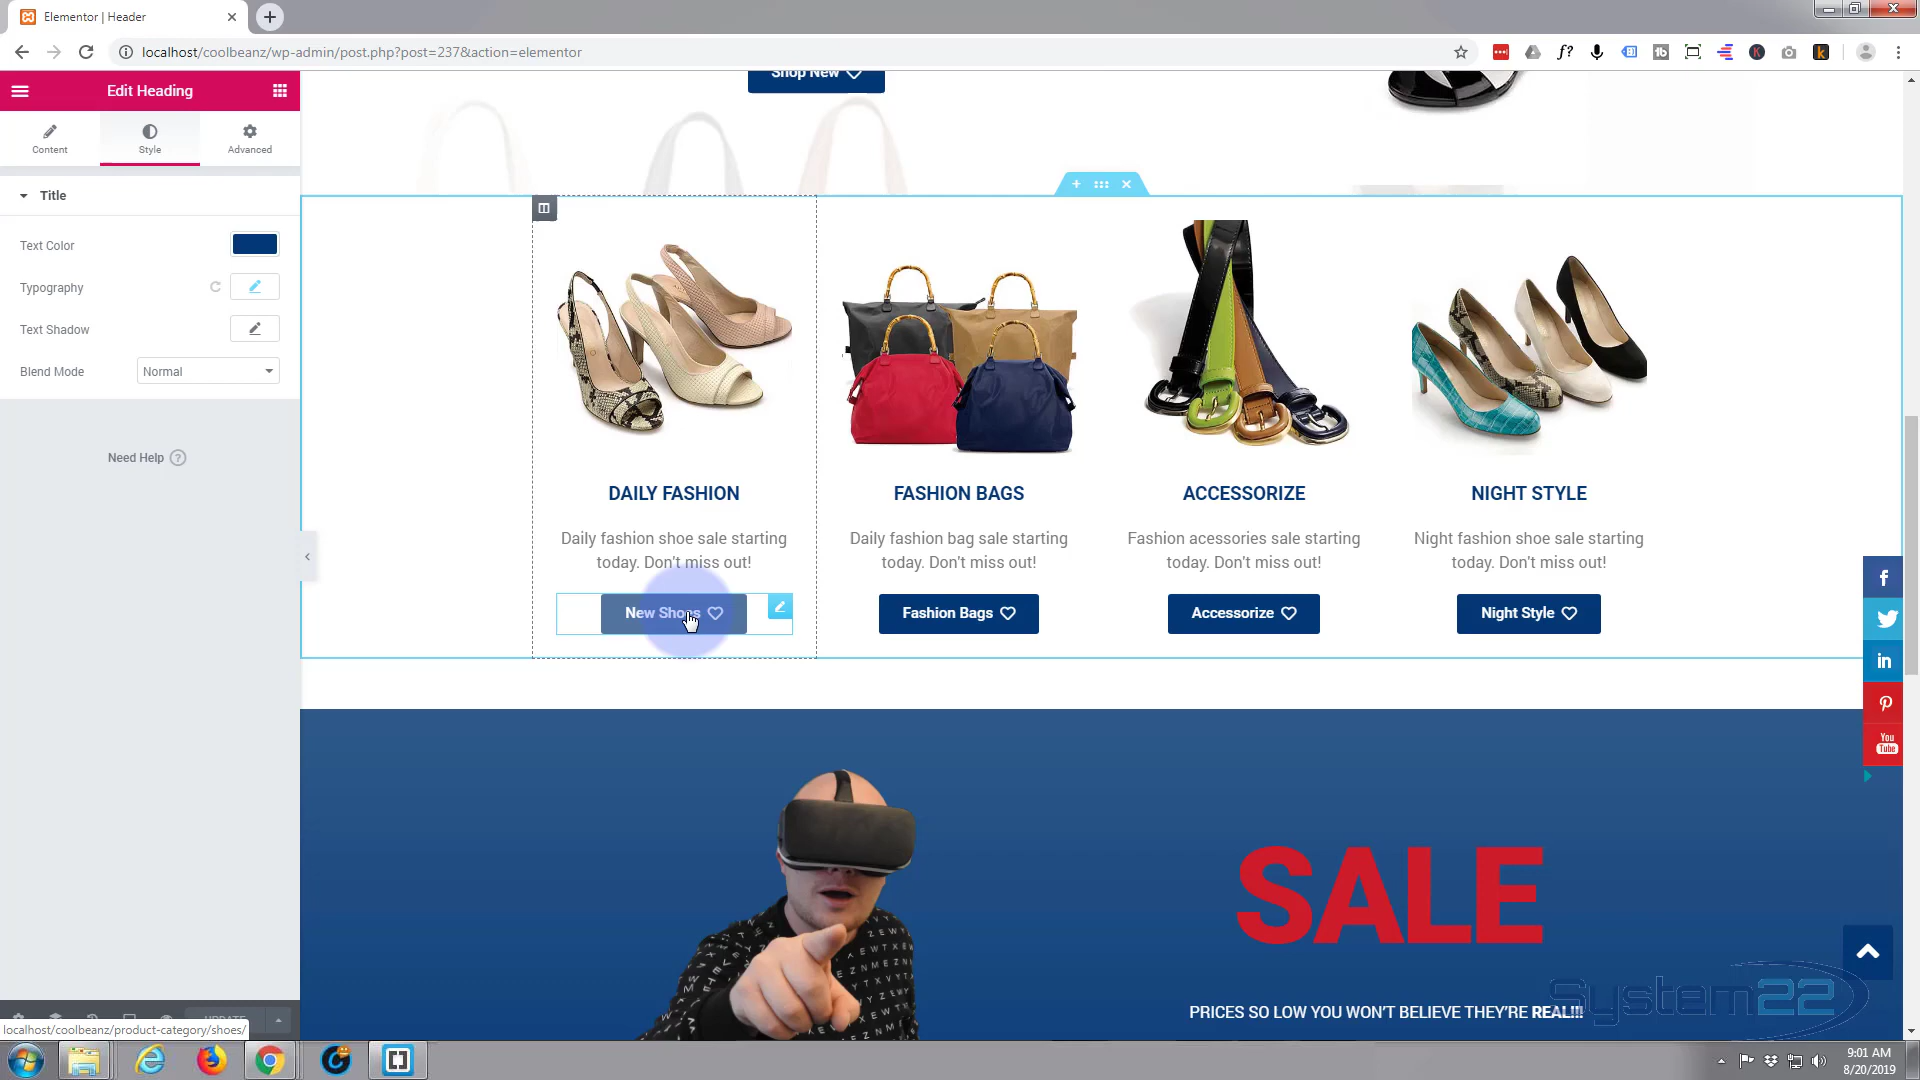 Elementor | Header
localhost/coolbeanz/wp-admin/post.php?post=237&action=elementor
Edit Heading
Shop New
Content
Style
Advanced
Title
Text Color
Typography
Text Shadow
Blend Mode
Normal
Need Help
DAILY FASHION
FASHION BAGS
ACCESSORIZE
NIGHT STYLE
Daily fashion shoe sale starting
today. Don't miss out!
Daily fashion bag sale starting
today. Don't miss out!
Fashion acessories sale starting
today. Don't miss out!
Night fashion shoe sale starting
today. Don't miss out!
New Shoes
Fashion Bags
Accessorize
Night Style
You
Tube
SALE
PRICES SO LOW YOU WON'T BELIEVE THEY'RE REAL!!!
System22
UPDATE
localhost/coolbeanz/product-category/shoes/
9:01 AM
8/20/2019